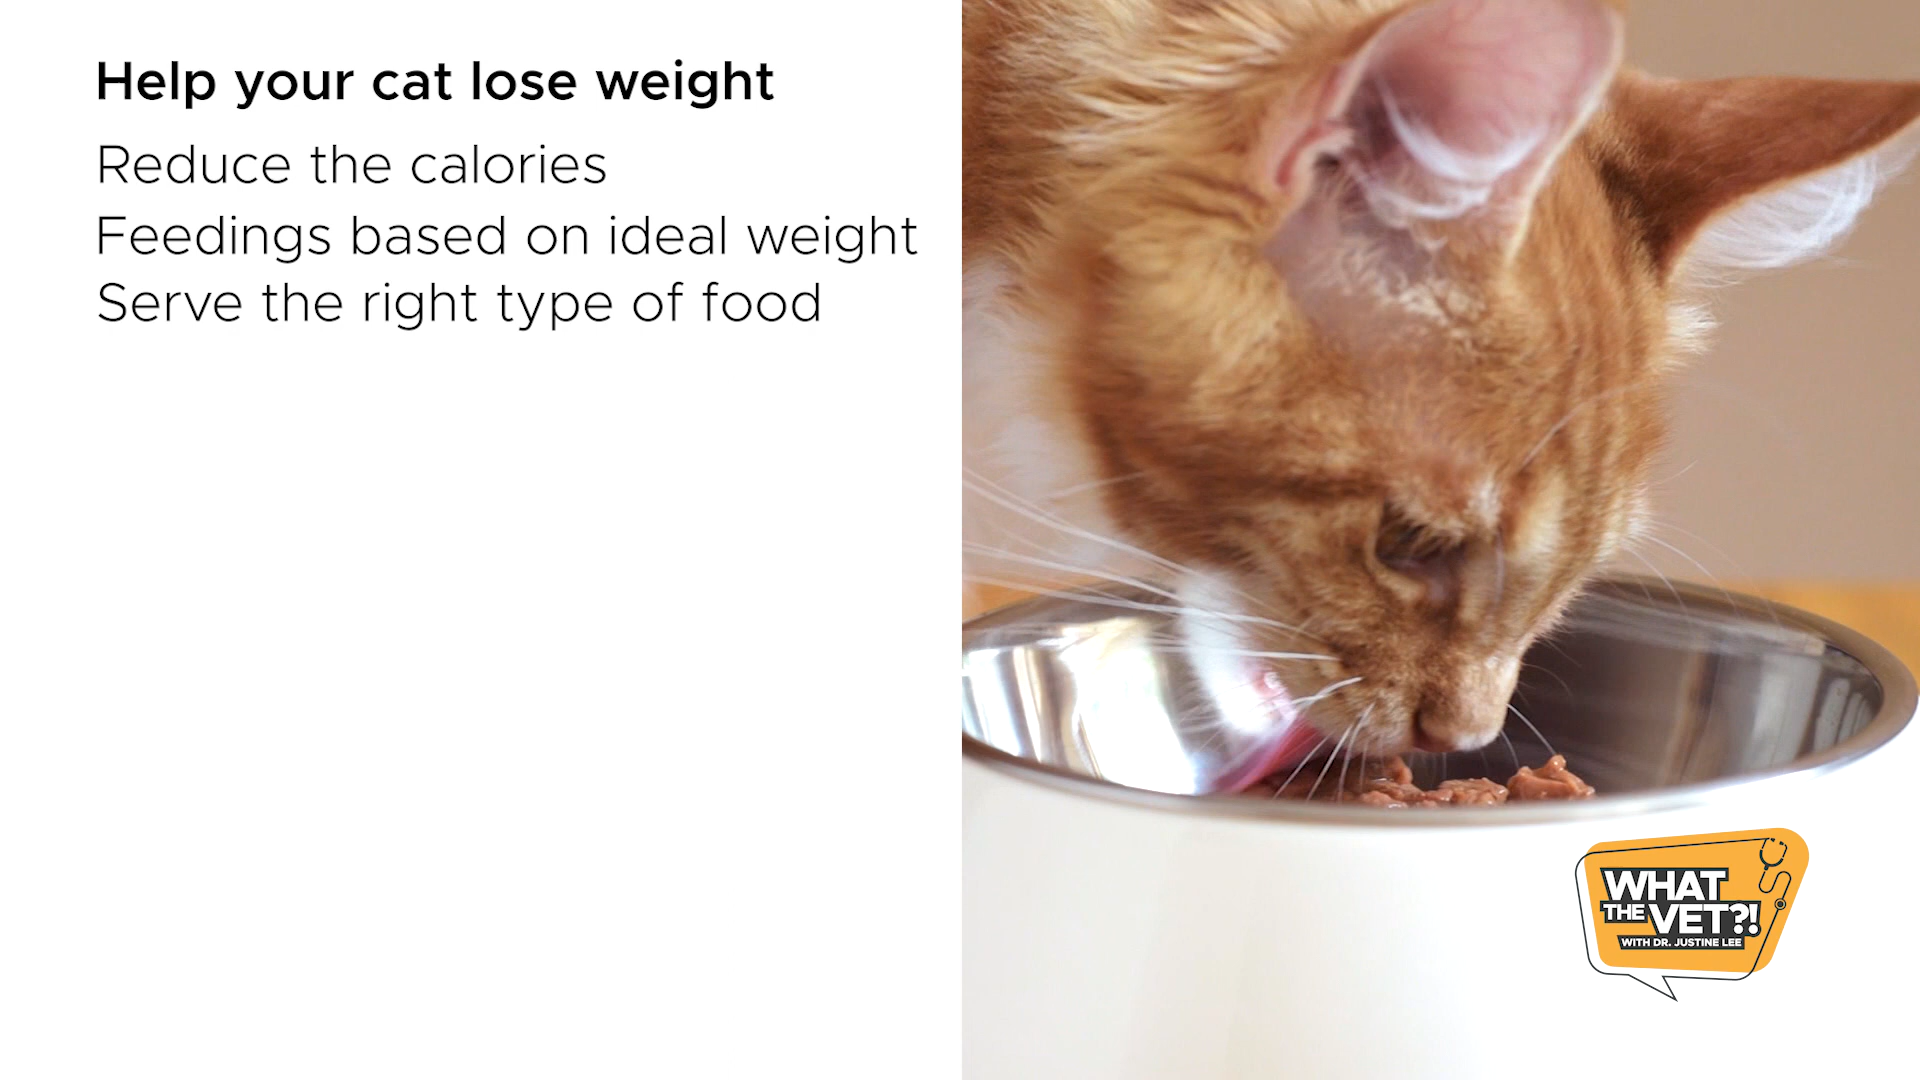 Help your cat lose weight
Reduce the calories
Feedings based on ideal weight
Serve the right type of food
WHAT
THE VET?!
WITH DR. JUSTINE LEE